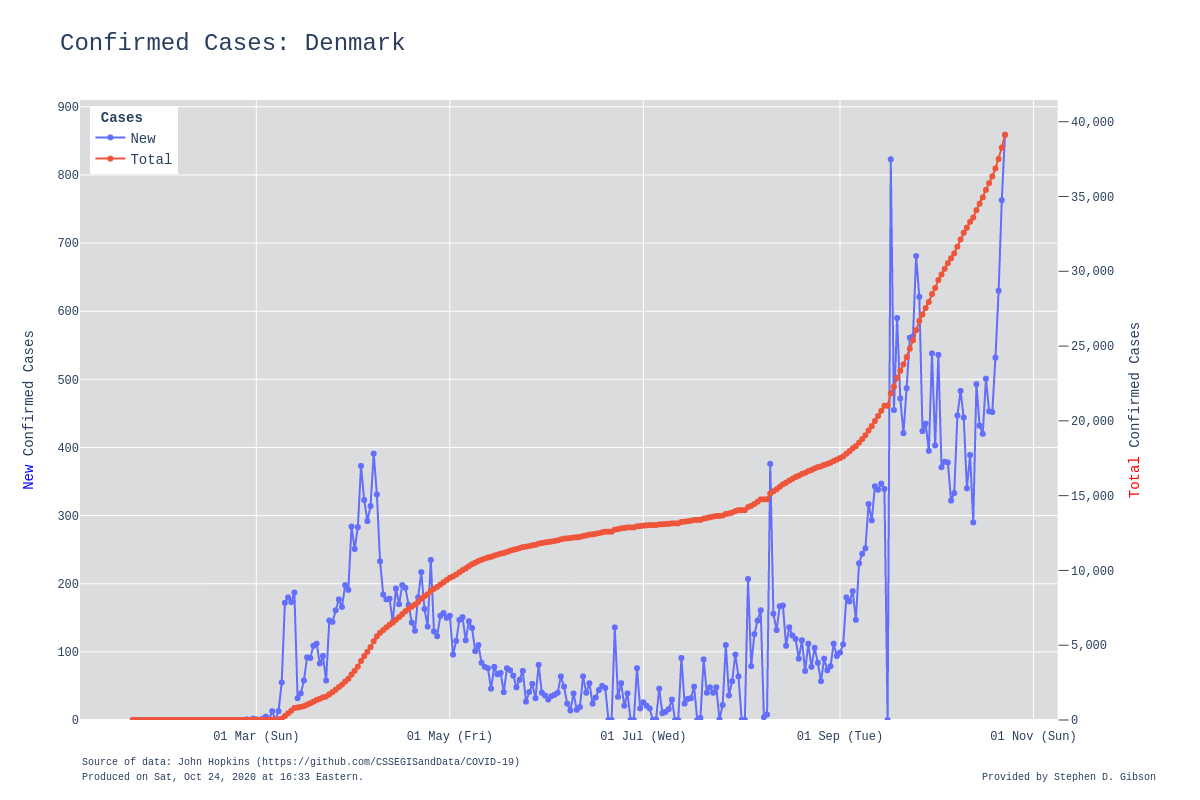 Confirmed Cases: Denmark
Cases
New
Total
900
800
700
600
500
400
300
200
100
0
New Confirmed Cases
40,000
35,000
30,000
25,000
20,000
15,000
10,000
5,000
0
Total Confirmed Cases
01 Mar (Sun) 01 May (Fri) 01 Jul (Wed) 01 Sep (Tue) 01 Nov (Sun)
Source of data: John Hopkins (https://github.com/CSSEGISandData/COVID-19)
Produced on Sat, Oct 24, 2020 at 16:33 Eastern.
Provided by Stephen D. Gibson